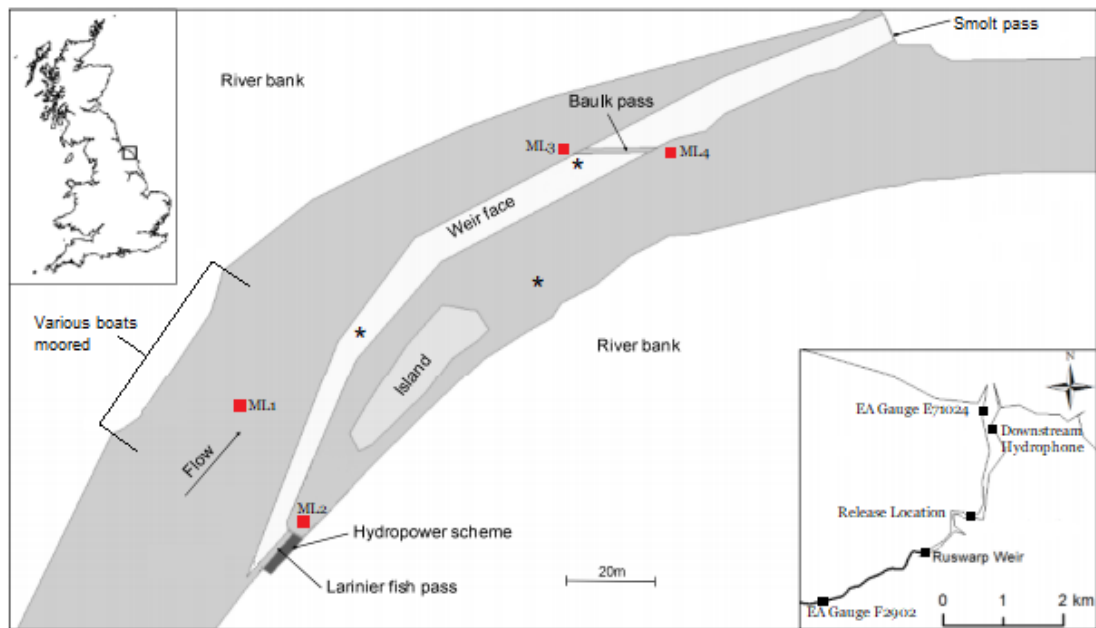 Smolt pass
River bank
Baulk pass
ML3
ML4
*
Weir face
*
Various boats
moored
*
River bank
Island
ML1
Flow
ML2
Hydropower scheme
Larinier fish pass
20m
N
EA Gauge E71024
Downstream
Hydrophone
Release Location
Ruswarp Weir
EA Gauge F2902
0 1 2 km